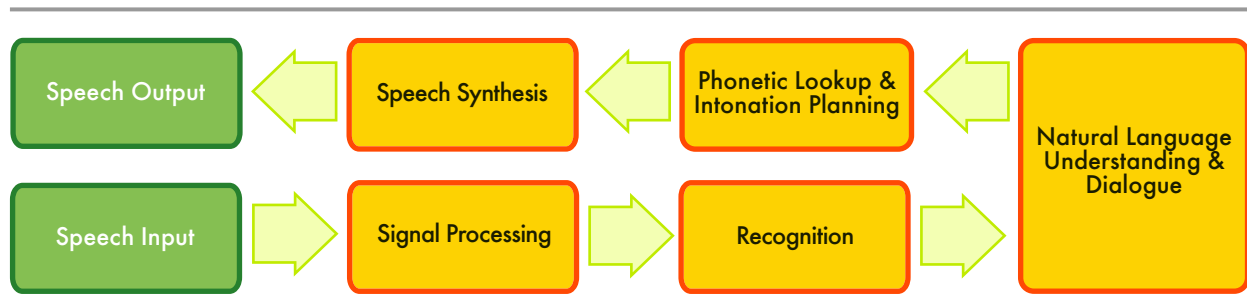 Speech Output
Speech Synthesis
Phonetic Lookup &
Intonation Planning
Natural Language
Understanding &
Dialogue
Speech Input
Signal Processing
Recognition